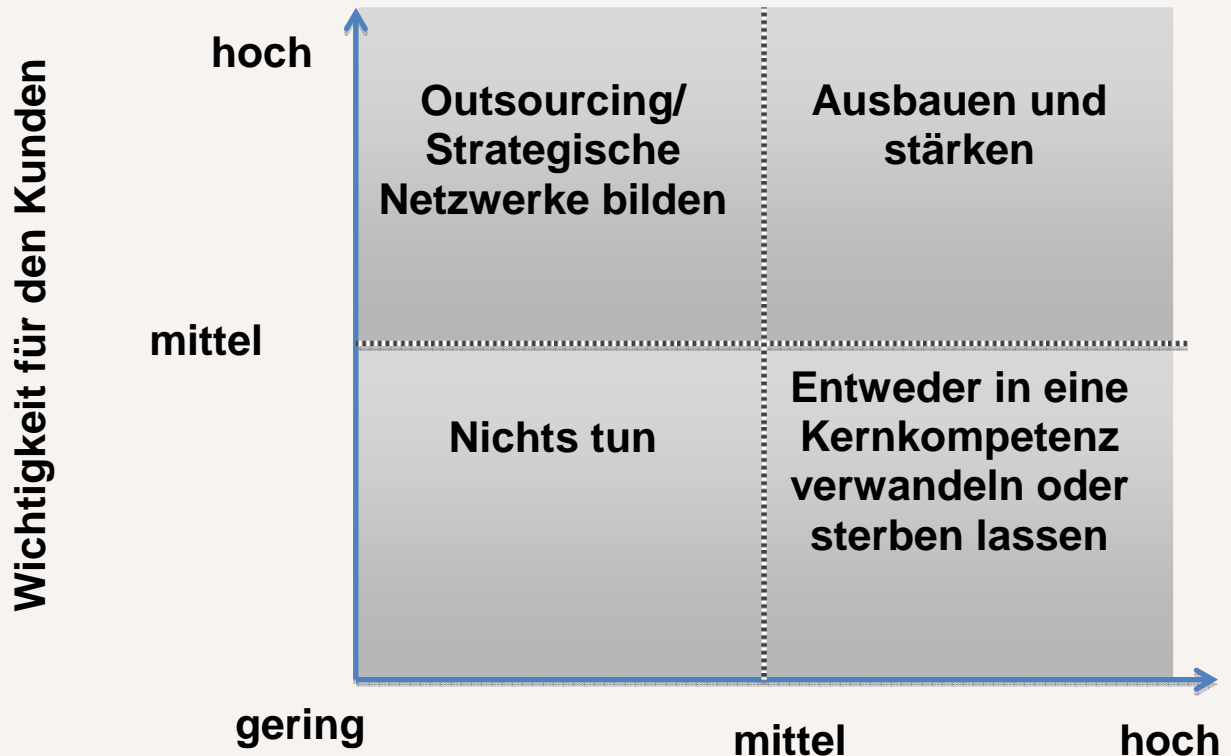 Wichtigkeit für den Kunden
hoch
Outsourcing/
Strategische
Netzwerke bilden
Ausbauen und
stärken
mittel
Nichts tun
Entweder in eine
Kernkompetenz
verwandeln oder
sterben lassen
gering
mittel
hoch